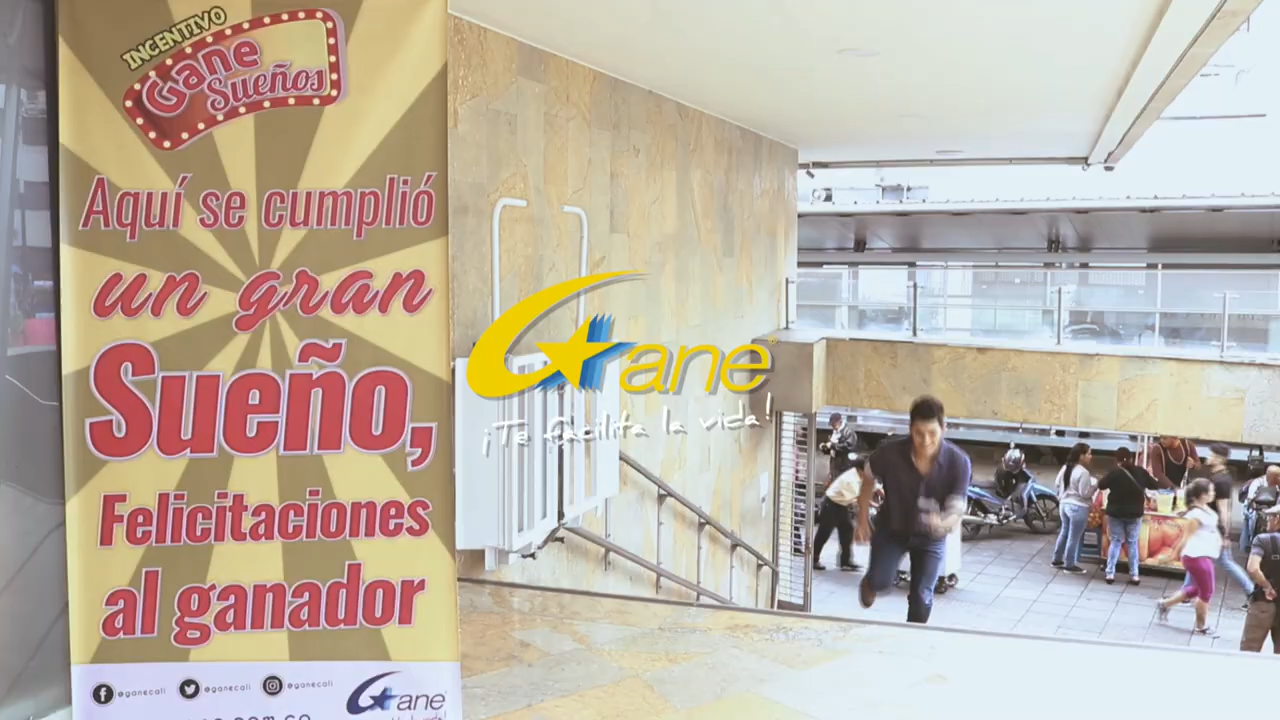 INCENTIVO
Gane
Sueños
Aquí se cumplió
un gran
Sueño,
Felicitaciones
al ganador
@ganecali @ganecali @ganecali
Gane
Gane®
¡Te facilita la vida!